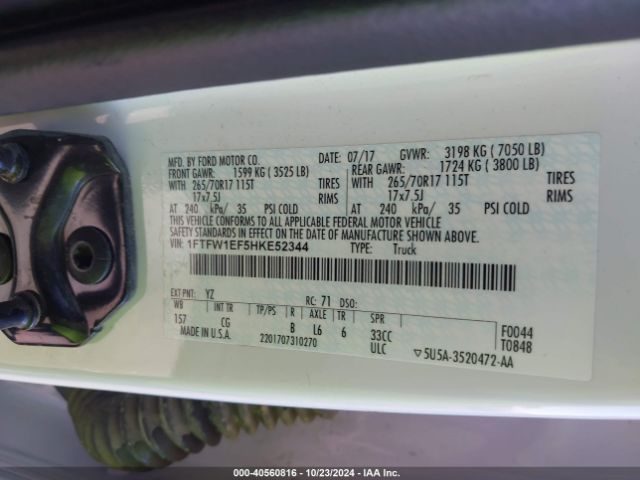 MFD. BY FORD MOTOR CO. DATE: 07/17 GVWR: 3198 KG ( 7050 LB)
FRONT GAWR: 1599 KG ( 3525 LB) REAR GAWR: 1724 KG ( 3800 LB)
WITH 265/70R17 115T TIRES WITH 265/70R17 115T TIRES
17x7.5J RIMS 17x7.5J RIMS
AT 240 kPa/ 35 PSI COLD AT 240 kPa/ 35 PSI COLD
THIS VEHICLE CONFORMS TO ALL APPLICABLE FEDERAL MOTOR VEHICLE
SAFETY STANDARDS IN EFFECT ON THE DATE OF MANUFACTURE SHOWN ABOVE.
VIN: 1FTFW1EF5HKE52344 TYPE: Truck
EXT PNT: YZ RC: 71 DSO:
WB INT TR TP/PS R AXLE TR SPR
157 CG B L6 6 33CC
MADE IN U.S.A. 2201707310270 ULC
F0044
T0848
5U5A-3520472-AA
000-40560816 - 10/23/2024 - IAA Inc.